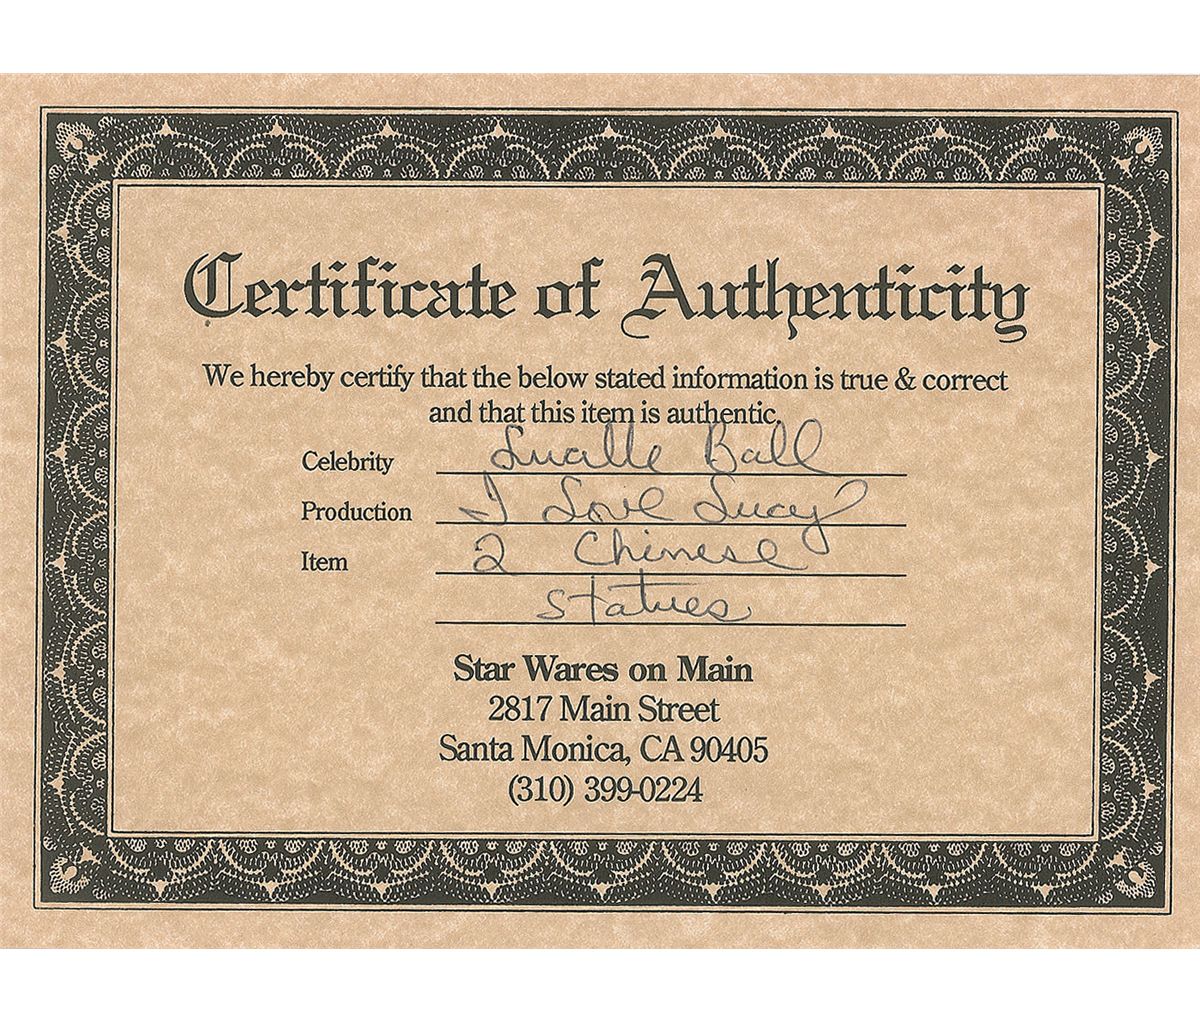 Certificate of Authenticity
We hereby certify that the below stated information is true & correct
and that this item is authentic.
Celebrity Lucille Ball
Production I Love Lucy
Item 2 Chinese
statues
Star Wares on Main
2817 Main Street
Santa Monica, CA 90405
(310) 399-0224